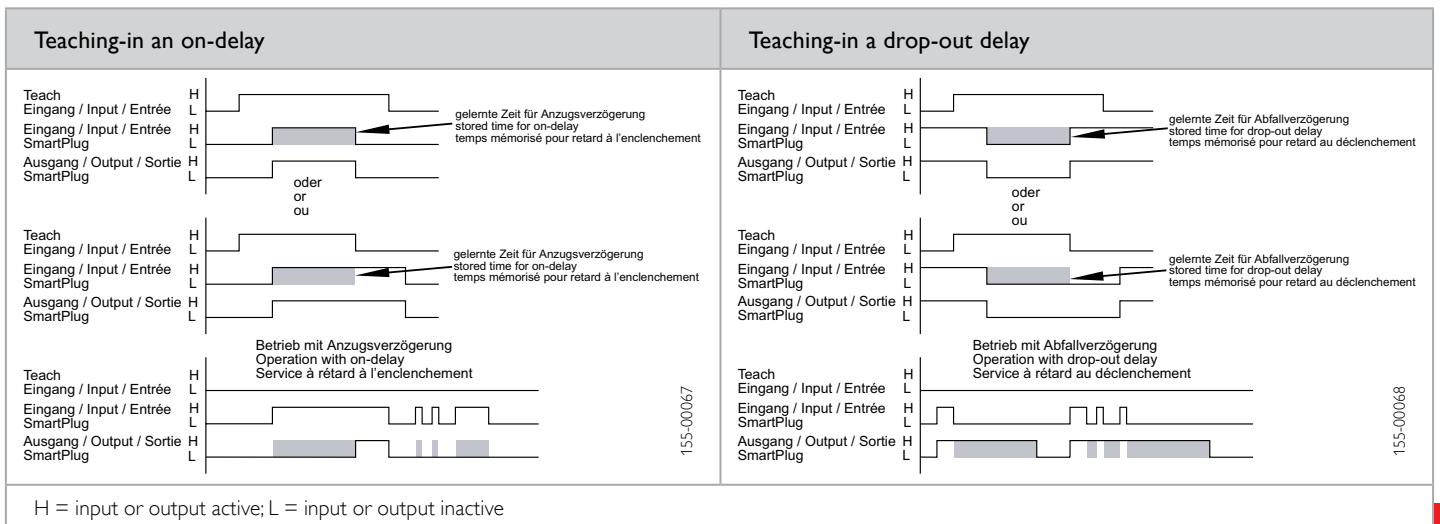 Teaching-in an on-delay
Teach H
Eingang / Input / Entrée L
Eingang / Input / Entrée H
SmartPlug L
Ausgang / Output / Sortie H
SmartPlug L
gelernte Zeit für Anzugsverzögerung
stored time for on-delay
temps mémorisé pour retard à l'enclenchement
oder
or
ou
Teach H
Eingang / Input / Entrée L
Eingang / Input / Entrée H
SmartPlug L
Ausgang / Output / Sortie H
SmartPlug L
gelernte Zeit für Anzugsverzögerung
stored time for on-delay
temps mémorisé pour retard à l'enclenchement
Betrieb mit Anzugsverzögerung
Operation with on-delay
Service à rétard à l'enclenchement
Teach H
Eingang / Input / Entrée L
Eingang / Input / Entrée H
SmartPlug L
Ausgang / Output / Sortie H
SmartPlug L
155-00067
Teaching-in a drop-out delay
Teach H
Eingang / Input / Entrée L
Eingang / Input / Entrée H
SmartPlug L
Ausgang / Output / Sortie H
SmartPlug L
gelernte Zeit für Abfallverzögerung
stored time for drop-out delay
temps mémorisé pour retard au déclenchement
oder
or
ou
Teach H
Eingang / Input / Entrée L
Eingang / Input / Entrée H
SmartPlug L
Ausgang / Output / Sortie H
SmartPlug L
gelernte Zeit für Abfallverzögerung
stored time for drop-out delay
temps mémorisé pour retard au déclenchement
Betrieb mit Abfallverzögerung
Operation with drop-out delay
Service à rétard au déclenchement
Teach H
Eingang / Input / Entrée L
Eingang / Input / Entrée H
SmartPlug L
Ausgang / Output / Sortie H
SmartPlug L
155-00068
H = input or output active; L = input or output inactive